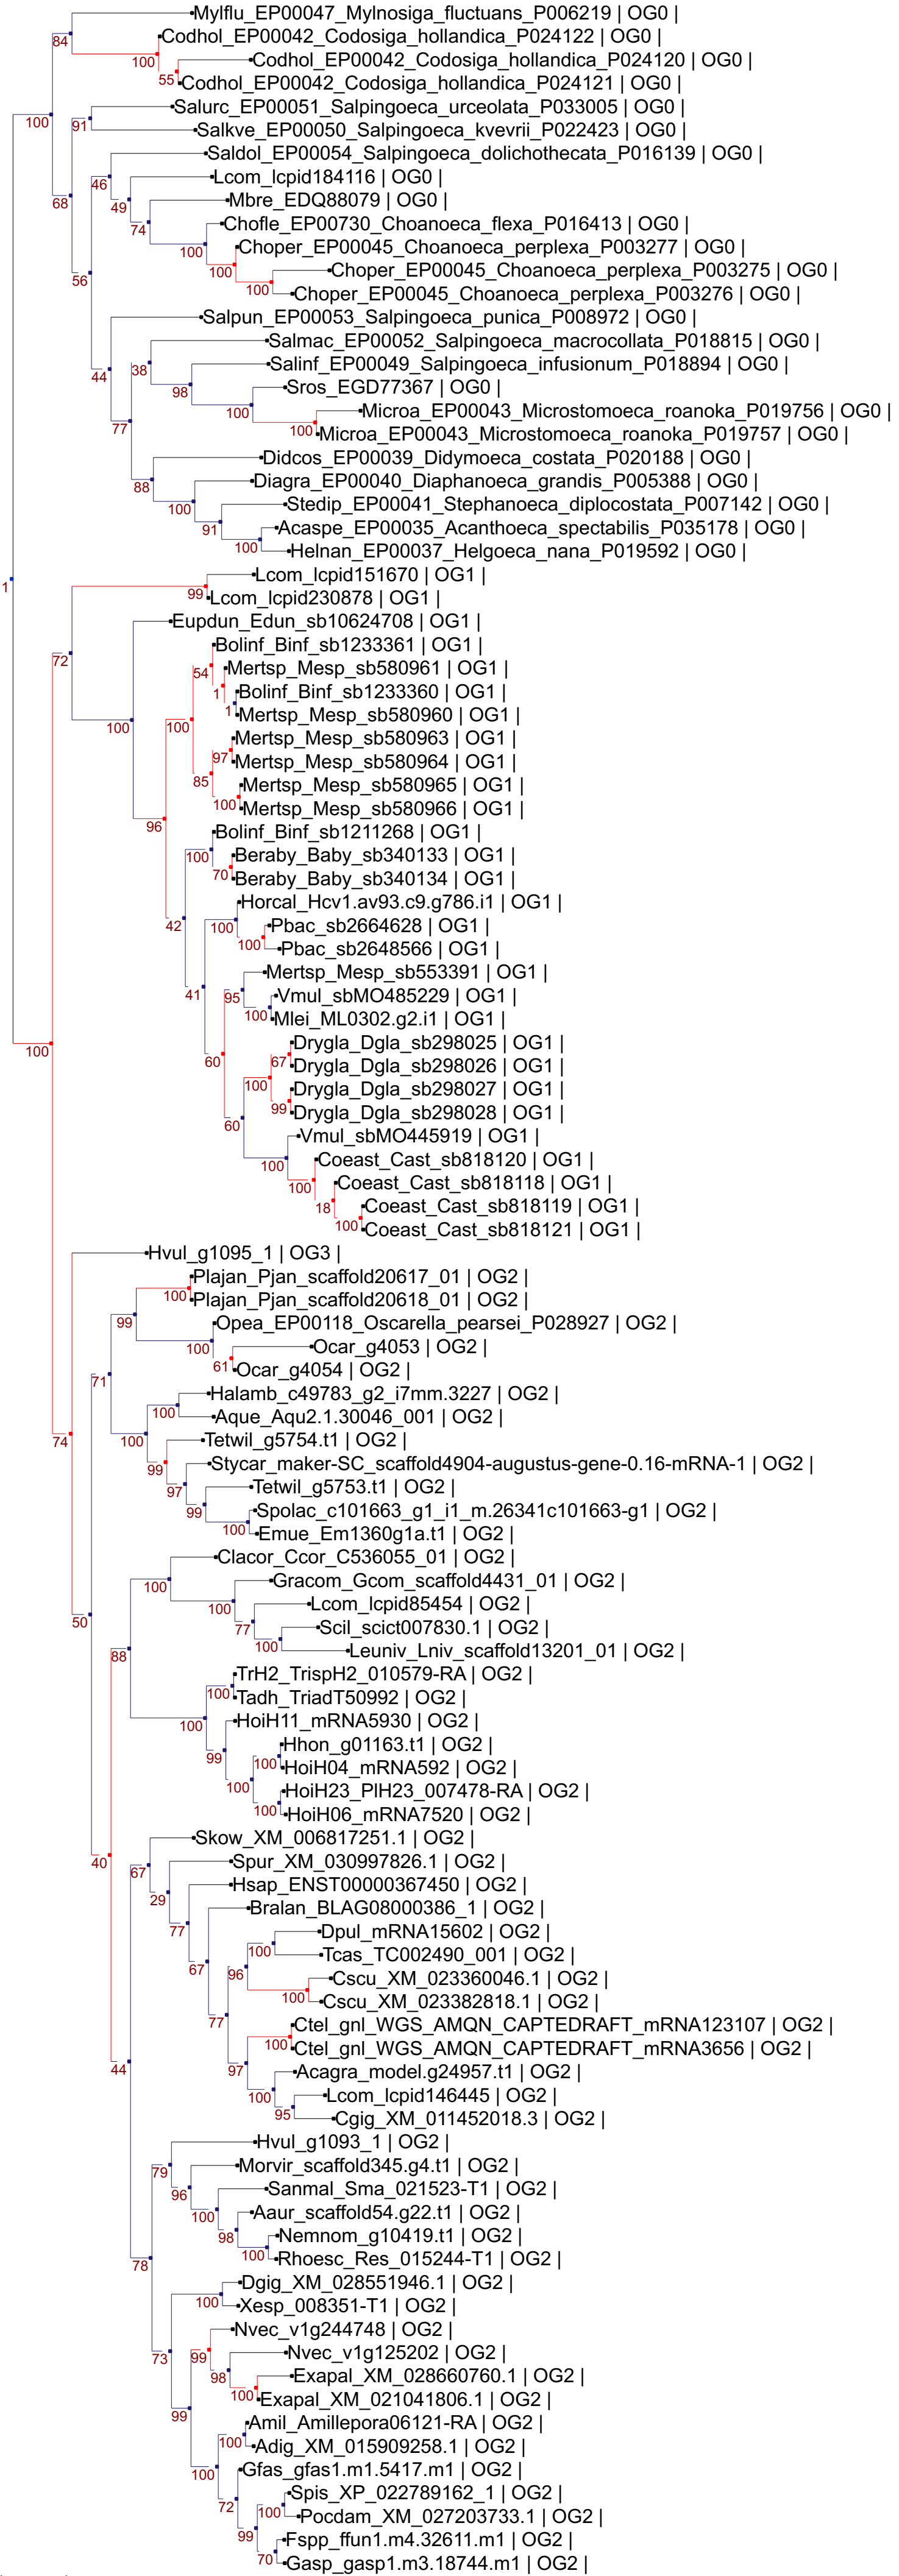 Mylflu_EP00047_Mylnosiga_fluctuans_P006219 | OG0 |
84
Codhol_EP00042_Codosiga_hollandica_P024122 | OG0 |
100
Codhol_EP00042_Codosiga_hollandica_P024120 | OG0 |
55
Codhol_EP00042_Codosiga_hollandica_P024121 | OG0 |
Salurc_EP00051_Salpingoeca_urceolata_P033005 | OG0 |
100
91
Salkve_EP00050_Salpingoeca_kvevrii_P022423 | OG0 |
Saldol_EP00054_Salpingoeca_dolichothecata_P016139 | OG0 |
46
Lcom_lcpid184116 | OG0 |
68
49
Mbre_EDQ88079 | OG0 |
74
Chofle_EP00730_Choanoeca_flexa_P016413 | OG0 |
100
Choper_EP00045_Choanoeca_perplexa_P003277 | OG0 |
100
Choper_EP00045_Choanoeca_perplexa_P003275 | OG0 |
56
100
Choper_EP00045_Choanoeca_perplexa_P003276 | OG0 |
Salpun_EP00053_Salpingoeca_punica_P008972 | OG0 |
Salmac_EP00052_Salpingoeca_macrocollata_P018815 | OG0 |
44
38
Salinf_EP00049_Salpingoeca_infusionum_P018894 | OG0 |
98
Sros_EGD77367 | OG0 |
100
Microa_EP00043_Microstomoeca_roanoka_P019756 | OG0 |
77
100
Microa_EP00043_Microstomoeca_roanoka_P019757 | OG0 |
Didcos_EP00039_Didymoeca_costata_P020188 | OG0 |
88
Diagra_EP00040_Diaphanoeca_grandis_P005388 | OG0 |
100
Stedip_EP00041_Stephanoeca_diplocostata_P007142 | OG0 |
91
Acaspe_EP00035_Acanthoeca_spectabilis_P035178 | OG0 |
100
Helnan_EP00037_Helgoeca_nana_P019592 | OG0 |
Lcom_lcpid151670 | OG1 |
1
99
Lcom_lcpid230878 | OG1 |
Eupdun_Edun_sb10624708 | OG1 |
Bolinf_Binf_sb1233361 | OG1 |
72
54
Mertsp_Mesp_sb580961 | OG1 |
1
Bolinf_Binf_sb1233360 | OG1 |
1
Mertsp_Mesp_sb580960 | OG1 |
100
100
Mertsp_Mesp_sb580963 | OG1 |
97
Mertsp_Mesp_sb580964 | OG1 |
85
Mertsp_Mesp_sb580965 | OG1 |
100
Mertsp_Mesp_sb580966 | OG1 |
96
Bolinf_Binf_sb1211268 | OG1 |
100
Beraby_Baby_sb340133 | OG1 |
70
Beraby_Baby_sb340134 | OG1 |
Horcal_Hcv1.av93.c9.g786.i1 | OG1 |
42
100
Pbac_sb2664628 | OG1 |
100
Pbac_sb2648566 | OG1 |
Mertsp_Mesp_sb553391 | OG1 |
41
95
Vmul_sbMO485229 | OG1 |
100
Mlei_ML0302.g2.i1 | OG1 |
Drygla_Dgla_sb298025 | OG1 |
100
60
67
Drygla_Dgla_sb298026 | OG1 |
100
Drygla_Dgla_sb298027 | OG1 |
99
Drygla_Dgla_sb298028 | OG1 |
60
Vmul_sbMO445919 | OG1 |
100
Coeast_Cast_sb818120 | OG1 |
100
Coeast_Cast_sb818118 | OG1 |
18
Coeast_Cast_sb818119 | OG1 |
100
Coeast_Cast_sb818121 | OG1 |
Hvul_g1095_1 | OG3 |
Plajan_Pjan_scaffold20617_01 | OG2 |
100
Plajan_Pjan_scaffold20618_01 | OG2 |
99
Opea_EP00118_Oscarella_pearsei_P028927 | OG2 |
100
Ocar_g4053 | OG2 |
61
Ocar_g4054 | OG2 |
71
Halamb_c49783_g2_i7mm.3227 | OG2 |
100
Aque_Aqu2.1.30046_001 | OG2 |
74
100
Tetwil_g5754.t1 | OG2 |
99
Stycar_maker-SC_scaffold4904-augustus-gene-0.16-mRNA-1 | OG2 |
97
Tetwil_g5753.t1 | OG2 |
99
Spolac_c101663_g1_i1_m.26341c101663-g1 | OG2 |
100
Emue_Em1360g1a.t1 | OG2 |
Clacor_Ccor_C536055_01 | OG2 |
100
Gracom_Gcom_scaffold4431_01 | OG2 |
100
Lcom_lcpid85454 | OG2 |
50
77
Scil_scict007830.1 | OG2 |
100
Leuniv_Lniv_scaffold13201_01 | OG2 |
88
TrH2_TrispH2_010579-RA | OG2 |
100
Tadh_TriadT50992 | OG2 |
100
HoiH11_mRNA5930 | OG2 |
99
Hhon_g01163.t1 | OG2 |
100
HoiH04_mRNA592 | OG2 |
100
HoiH23_PlH23_007478-RA | OG2 |
100
HoiH06_mRNA7520 | OG2 |
Skow_XM_006817251.1 | OG2 |
40
67
Spur_XM_030997826.1 | OG2 |
29
Hsap_ENST00000367450 | OG2 |
77
Bralan_BLAG08000386_1 | OG2 |
Dpul_mRNA15602 | OG2 |
100
Tcas_TC002490_001 | OG2 |
67
96
Cscu_XM_023360046.1 | OG2 |
100
Cscu_XM_023382818.1 | OG2 |
77
Ctel_gnl_WGS_AMQN_CAPTEDRAFT_mRNA123107 | OG2 |
100
Ctel_gnl_WGS_AMQN_CAPTEDRAFT_mRNA3656 | OG2 |
44
97
Acagra_model.g24957.t1 | OG2 |
100
Lcom_lcpid146445 | OG2 |
95
Cgig_XM_011452018.3 | OG2 |
Hvul_g1093_1 | OG2 |
79
Morvir_scaffold345.g4.t1 | OG2 |
96
Sanmal_Sma_021523-T1 | OG2 |
100
Aaur_scaffold54.g22.t1 | OG2 |
98
Nemnom_g10419.t1 | OG2 |
100
Rhoesc_Res_015244-T1 | OG2 |
78
Dgig_XM_028551946.1 | OG2 |
100
Xesp_008351-T1 | OG2 |
Nvec_v1g244748 | OG2 |
73
99
Nvec_v1g125202 | OG2 |
98
Exapal_XM_028660760.1 | OG2 |
100
Exapal_XM_021041806.1 | OG2 |
99
Amil_Amillepora06121-RA | OG2 |
100
Adig_XM_015909258.1 | OG2 |
100
Gfas_gfas1.m1.5417.m1 | OG2 |
Spis_XP_022789162_1 | OG2 |
72
100
Pocdam_XM_027203733.1 | OG2 |
99
Fspp_ffun1.m4.32611.m1 | OG2 |
70
Gasp_gasp1.m3.18744.m1 | OG2 |